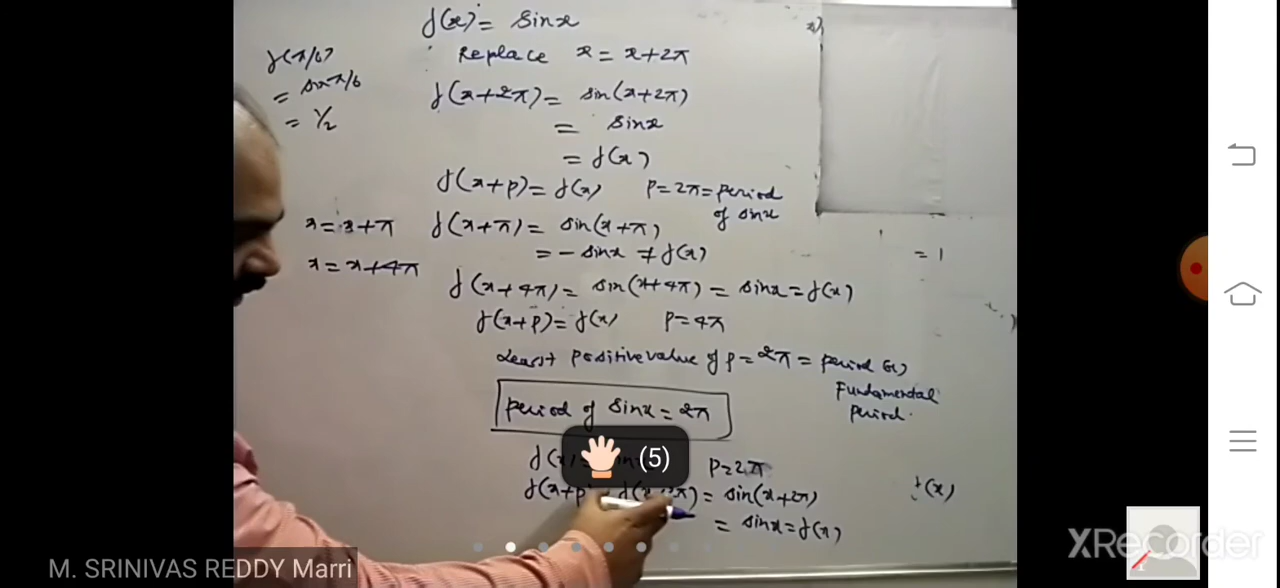 f(x) = sinx
Replace x = x+2π
f(x+2π) = sin(x+2π)
= sinx
= f(x)
f(x+p) = f(x) p = 2π = period
of sinx
f(π/6)
= sin π/6
= 1/2
x = x+π f(x+π) = sin(x+π)
= - sinx ≠ f(x)
= 1
x = x+4π
f(x+4π) = sin(x+4π) = sinx = f(x)
f(x+p) = f(x) p = 4π
Least positive value of p = 2π = period (or)
Fundamental
period.
period of sinx = 2π
(5)
f(x) p = 2π
f(x+p) = sin(x+2π)
= sinx = f(x)
f(x)
M. SRINIVAS REDDY Marri
XRecorder